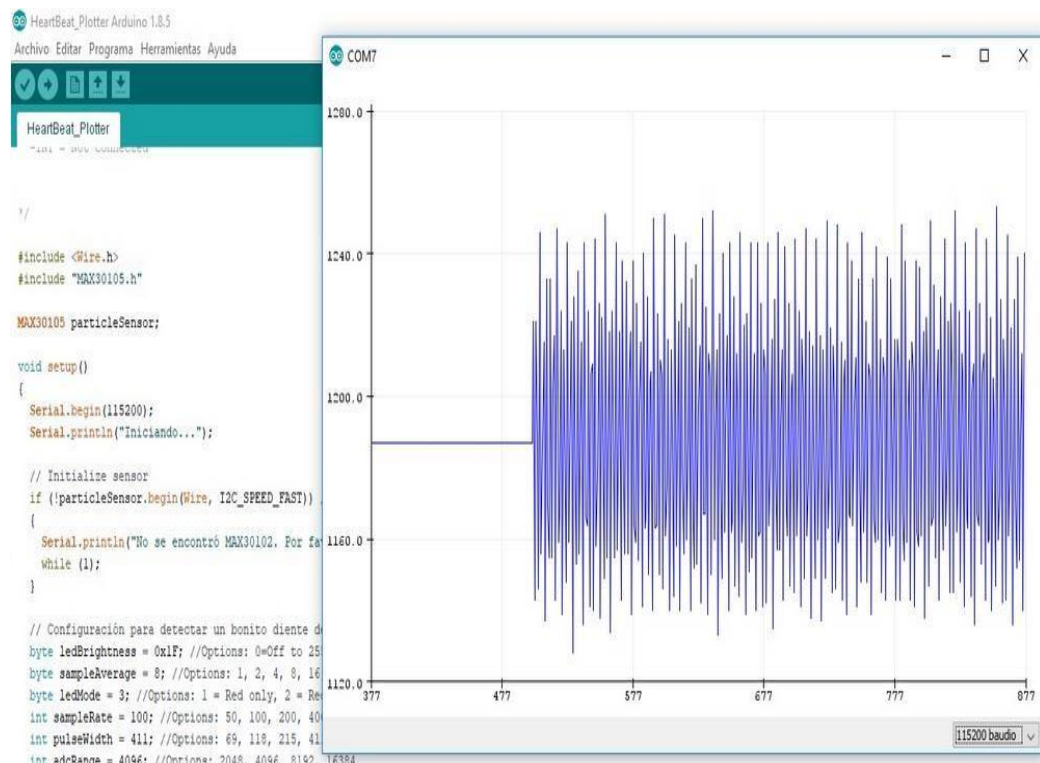 HeartBeat_Plotter Arduino 1.8.5
Archivo Editar Programa Herramientas Ayuda
HeartBeat_Plotter
-INT = Not Connected
*/
#include <Wire.h>
#include "MAX30105.h"
MAX30105 particleSensor;
void setup()
{
Serial.begin(115200);
Serial.println("Iniciando...");
// Initialize sensor
if (!particleSensor.begin(Wire, I2C_SPEED_FAST))
{
Serial.println("No se encontró MAX30102. Por fa
while (1);
}
// Configuración para detectar un bonito diente d
byte ledBrightness = 0x1F; //Options: 0=Off to 25
byte sampleAverage = 8; //Options: 1, 2, 4, 8, 16
byte ledMode = 3; //Options: 1 = Red only, 2 = Re
int sampleRate = 100; //Options: 50, 100, 200, 40
int pulseWidth = 411; //Options: 69, 118, 215, 41
int adcRange = 4096; //Options: 2048, 4096, 8192, 16384
COM7
1280.0
1240.0
1200.0
1160.0
1120.0
377 477 577 677 777 877
115200 baudio